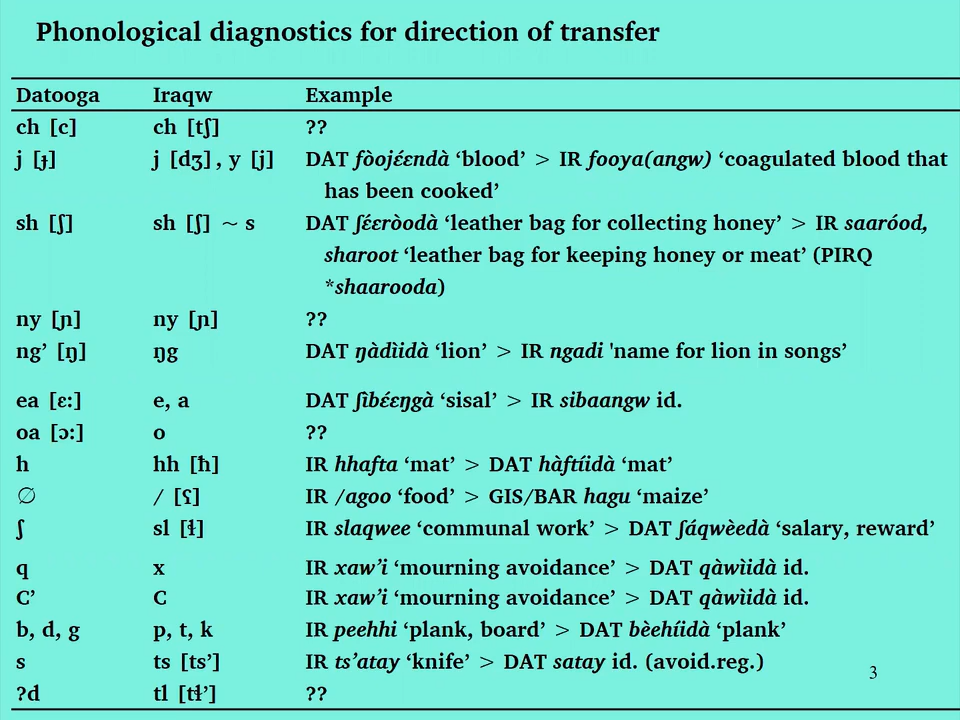 Phonological diagnostics for direction of transfer
Datooga Iraqw Example
ch [c] ch [tʃ] ??
j [ɟ] j [dʒ] , y [j] DAT fòojɛ́ɛndà ‘blood’ > IR fooya(angw) ‘coagulated blood that
has been cooked’
sh [ʃ] sh [ʃ] ~ s DAT ʃɛ́ɛròodà ‘leather bag for collecting honey’ > IR saaróod,
sharoot ‘leather bag for keeping honey or meat’ (PIRQ
*shaarooda)
ny [ɲ] ny [ɲ] ??
ng’ [ŋ] ŋg DAT ŋàdìidà ‘lion’ > IR ngadi 'name for lion in songs’
ea [ɛ:] e, a DAT ʃìbɛ́ɛŋgà ‘sisal’ > IR sibaangw id.
oa [ɔ:] o ??
h hh [ħ] IR hhafta ‘mat’ > DAT hàftíidà ‘mat’
∅ / [ʕ] IR /agoo ‘food’ > GIS/BAR hagu ‘maize’
ʃ sl [ɬ] IR slaqwee ‘communal work’ > DAT ʃáqwèedà ‘salary, reward’
q x IR xaw’i ‘mourning avoidance’ > DAT qàwìidà id.
C’ C IR xaw’i ‘mourning avoidance’ > DAT qàwìidà id.
b, d, g p, t, k IR peehhi ‘plank, board’ > DAT bèehíidà ‘plank’
s ts [ts’] IR ts’atay ‘knife’ > DAT satay id. (avoid.reg.)
?d tl [tɬ’] ??
3